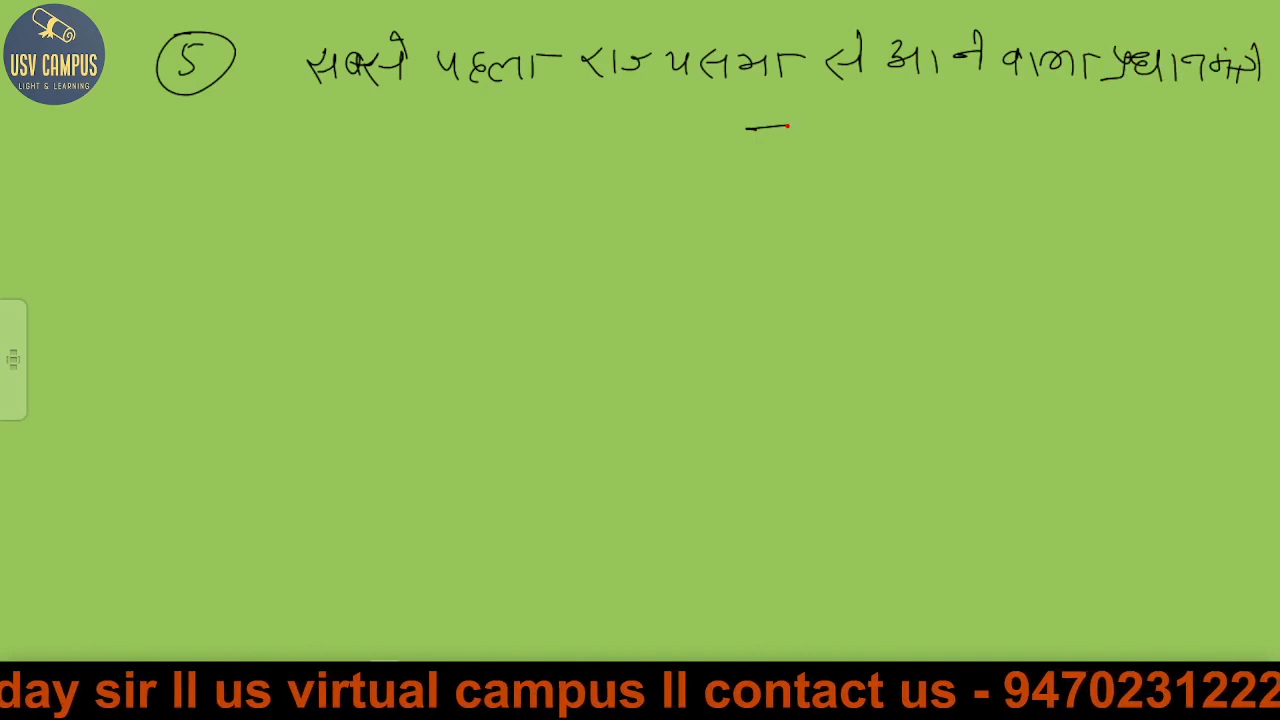 USV CAMPUS
LIGHT & LEARNING
5 सबसे पहला राज्यसभा से आने वाला प्रधानमंत्री
day sir ll us virtual campus ll contact us - 9470231222